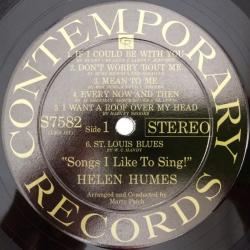 CONTEMPORARY RECORDS
1. IF I COULD BE WITH YOU
2. DON'T WORRY 'BOUT ME
3. MEAN TO ME
4. EVERY NOW AND THEN
5. I WANT A ROOF OVER MY HEAD
S7582
Side 1
STEREO
6. ST. LOUIS BLUES
BY W. C. HANDY
"Songs I Like To Sing!"
HELEN HUMES
Arranged and Conducted by
Marty Paich